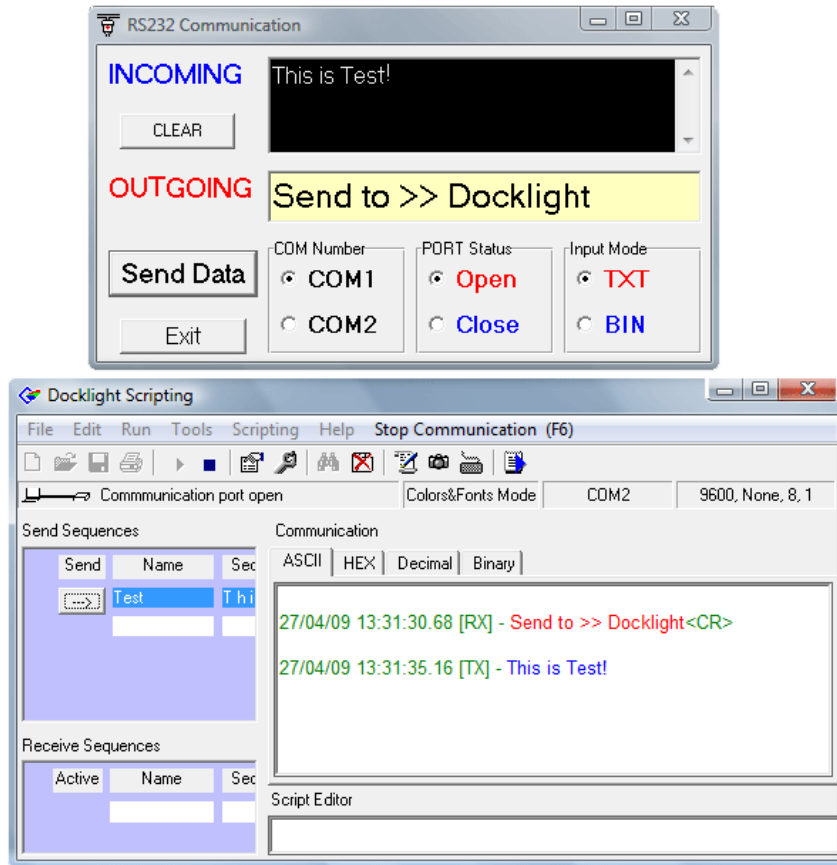 RS232 Communication
INCOMING
This is Test!
CLEAR
OUTGOING
Send to >> Docklight
Send Data
Exit
COM Number
COM1
COM2
PORT Status
Open
Close
Input Mode
TXT
BIN
Docklight Scripting
File Edit Run Tools Scripting Help Stop Communication (F6)
Commmunication port open Colors&Fonts Mode COM2 9600, None, 8, 1
Send Sequences
Send Name Sec
---> Test T h i
Communication
ASCII HEX Decimal Binary
27/04/09 13:31:30.68 [RX] - Send to >> Docklight<CR>
27/04/09 13:31:35.16 [TX] - This is Test!
Receive Sequences
Active Name Sec
Script Editor